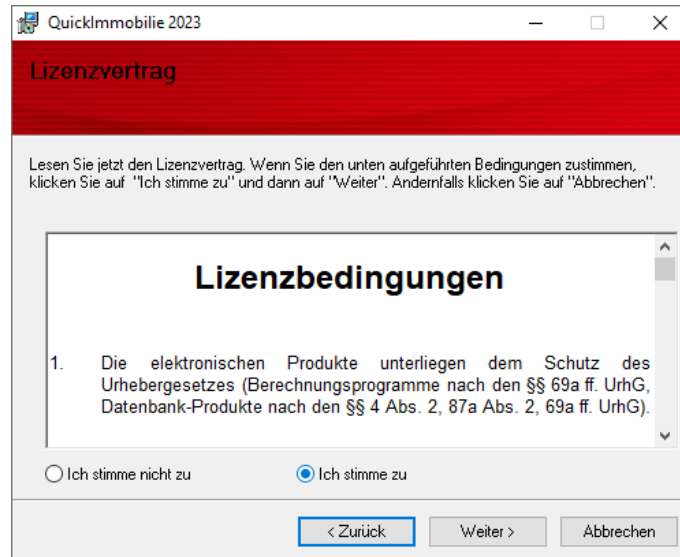 QuickImmobilie 2023
Lizenzvertrag
Lesen Sie jetzt den Lizenzvertrag. Wenn Sie den unten aufgeführten Bedingungen zustimmen,
klicken Sie auf "Ich stimme zu" und dann auf "Weiter". Andernfalls klicken Sie auf "Abbrechen".
Lizenzbedingungen
1. Die elektronischen Produkte unterliegen dem Schutz des
Urhebergesetzes (Berechnungsprogramme nach den §§ 69a ff. UrhG,
Datenbank-Produkte nach den §§ 4 Abs. 2, 87a Abs. 2, 69a ff. UrhG).
Ich stimme nicht zu Ich stimme zu
< Zurück Weiter > Abbrechen